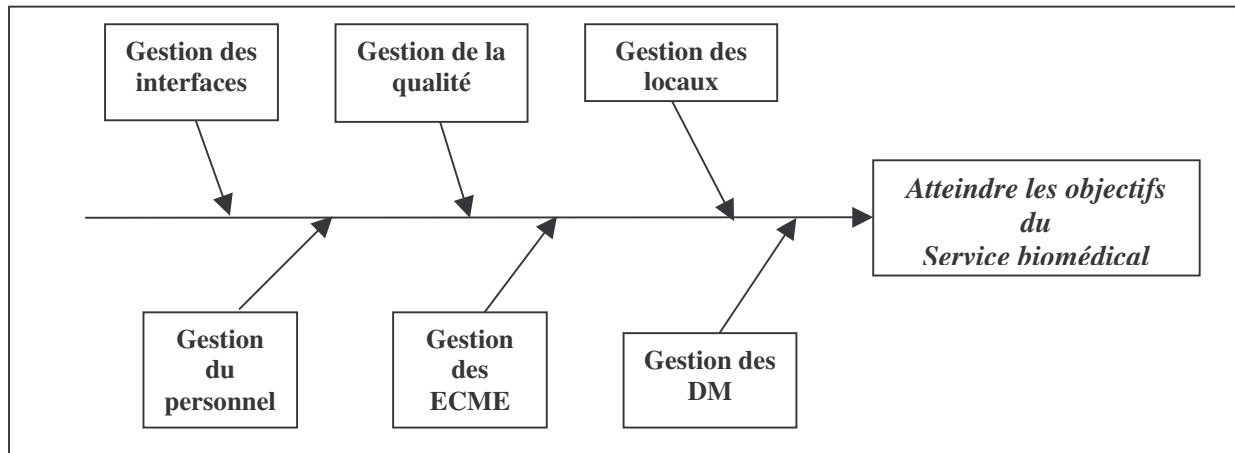 Gestion des
interfaces
Gestion de la
qualité
Gestion des
locaux
Atteindre les objectifs
du
Service biomédical
Gestion
du
personnel
Gestion
des
ECME
Gestion des
DM